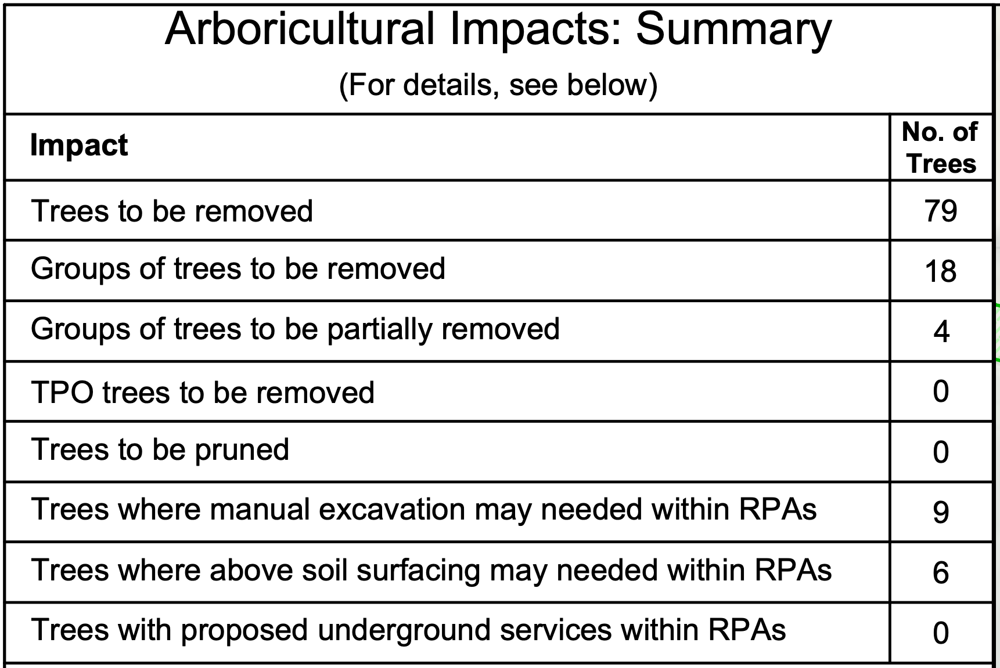 Arboricultural Impacts: Summary
(For details, see below)
Impact
No. of
Trees
Trees to be removed
79
Groups of trees to be removed
18
Groups of trees to be partially removed
4
TPO trees to be removed
0
Trees to be pruned
0
Trees where manual excavation may needed within RPAs
9
Trees where above soil surfacing may needed within RPAs
6
Trees with proposed underground services within RPAs
0